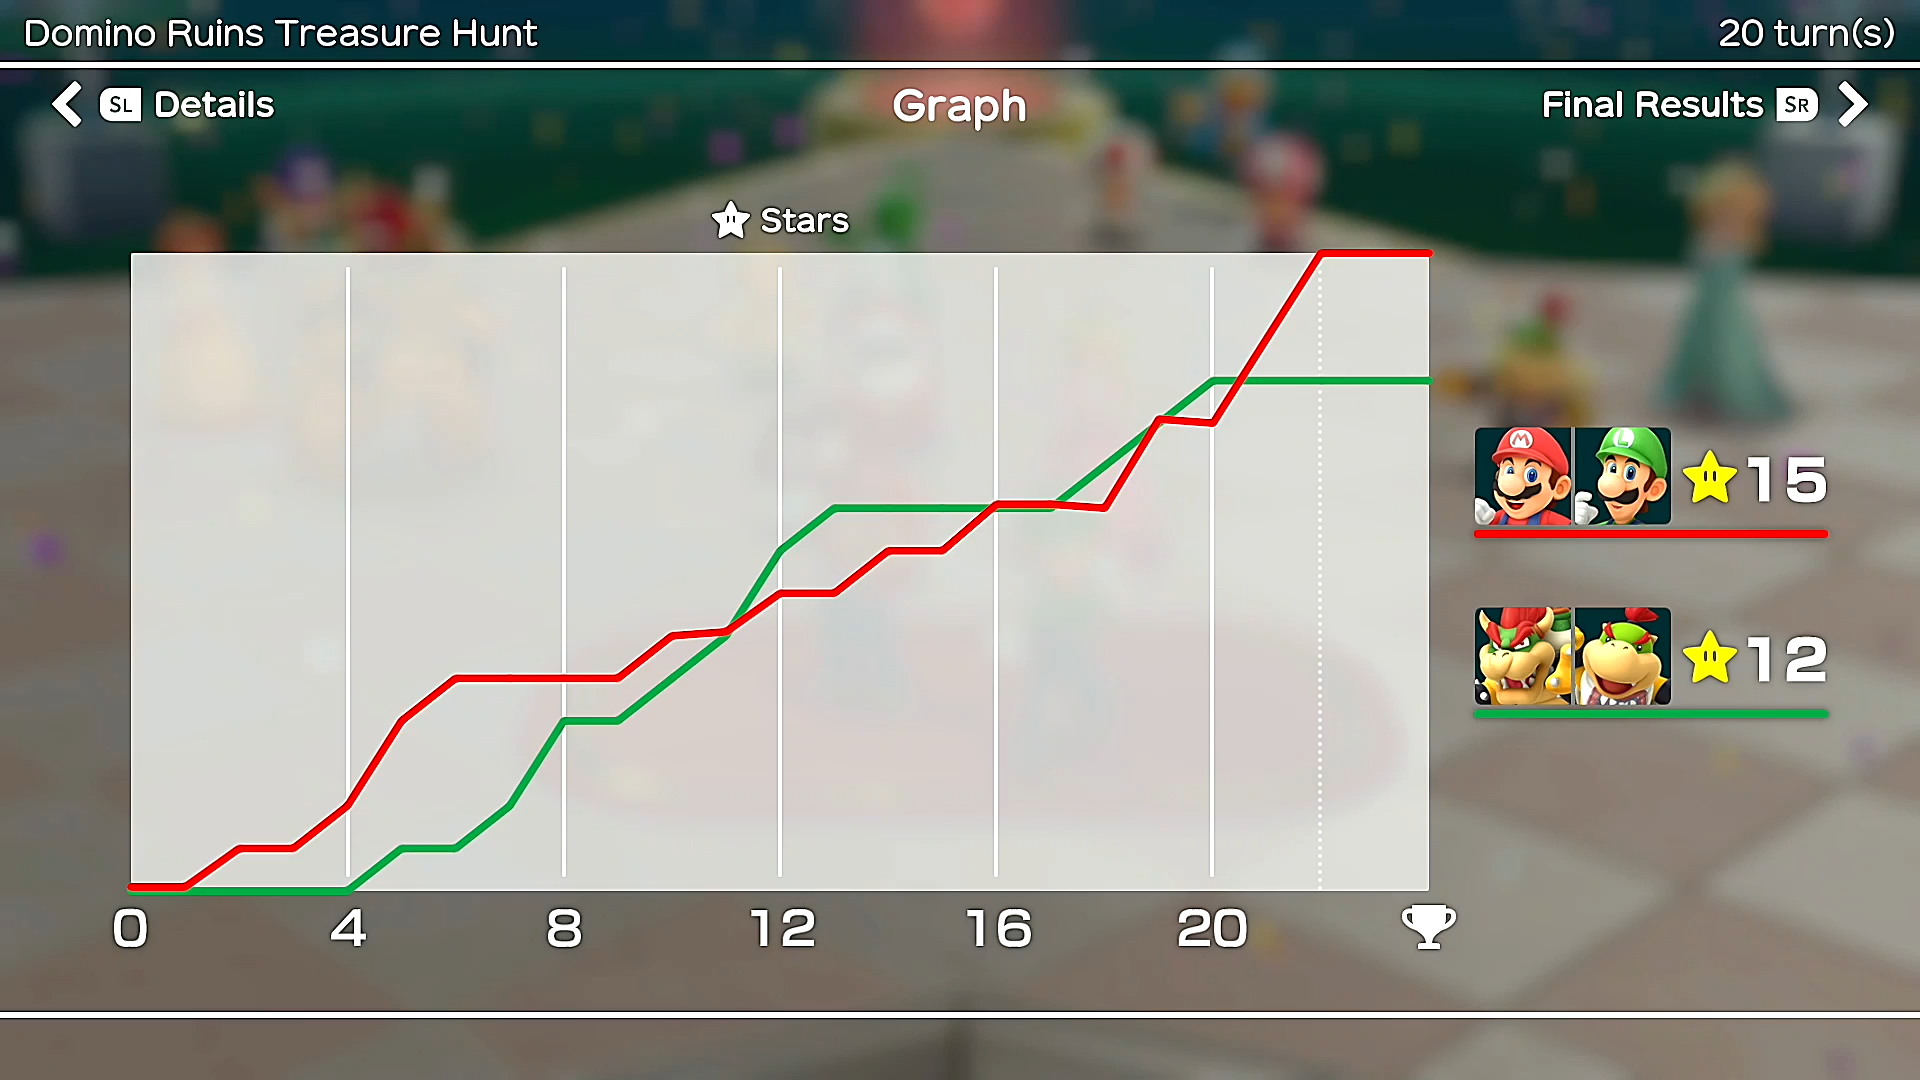 Domino Ruins Treasure Hunt
20 turn(s)
SL Details
Graph
Final Results SR
Stars
M
L
15
12
0 4 8 12 16 20